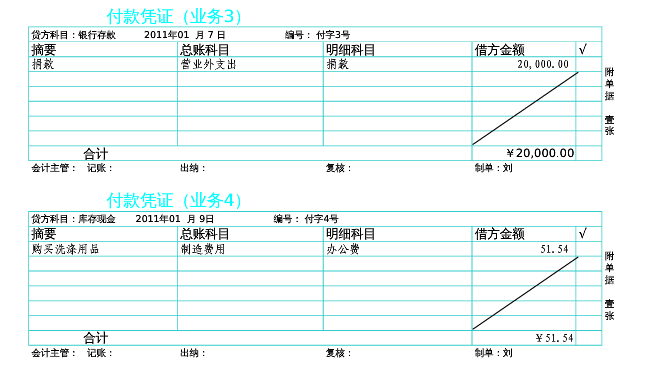 付款凭证（业务3）
贷方科目：银行存款 2011年01 月 7 日 编号： 付字3号
摘要 总账科目 明细科目 借方金额 √
捐款 营业外支出 捐款 20,000.00
附单据 壹张
合计 ￥20,000.00
会计主管： 记账： 出纳： 复核： 制单：刘
付款凭证（业务4）
贷方科目：库存现金 2011年01 月 9日 编号： 付字4号
摘要 总账科目 明细科目 借方金额 √
购买洗涤用品 制造费用 办公费 51.54
附单据 壹张
合计 ￥51.54
会计主管： 记账： 出纳： 复核： 制单：刘